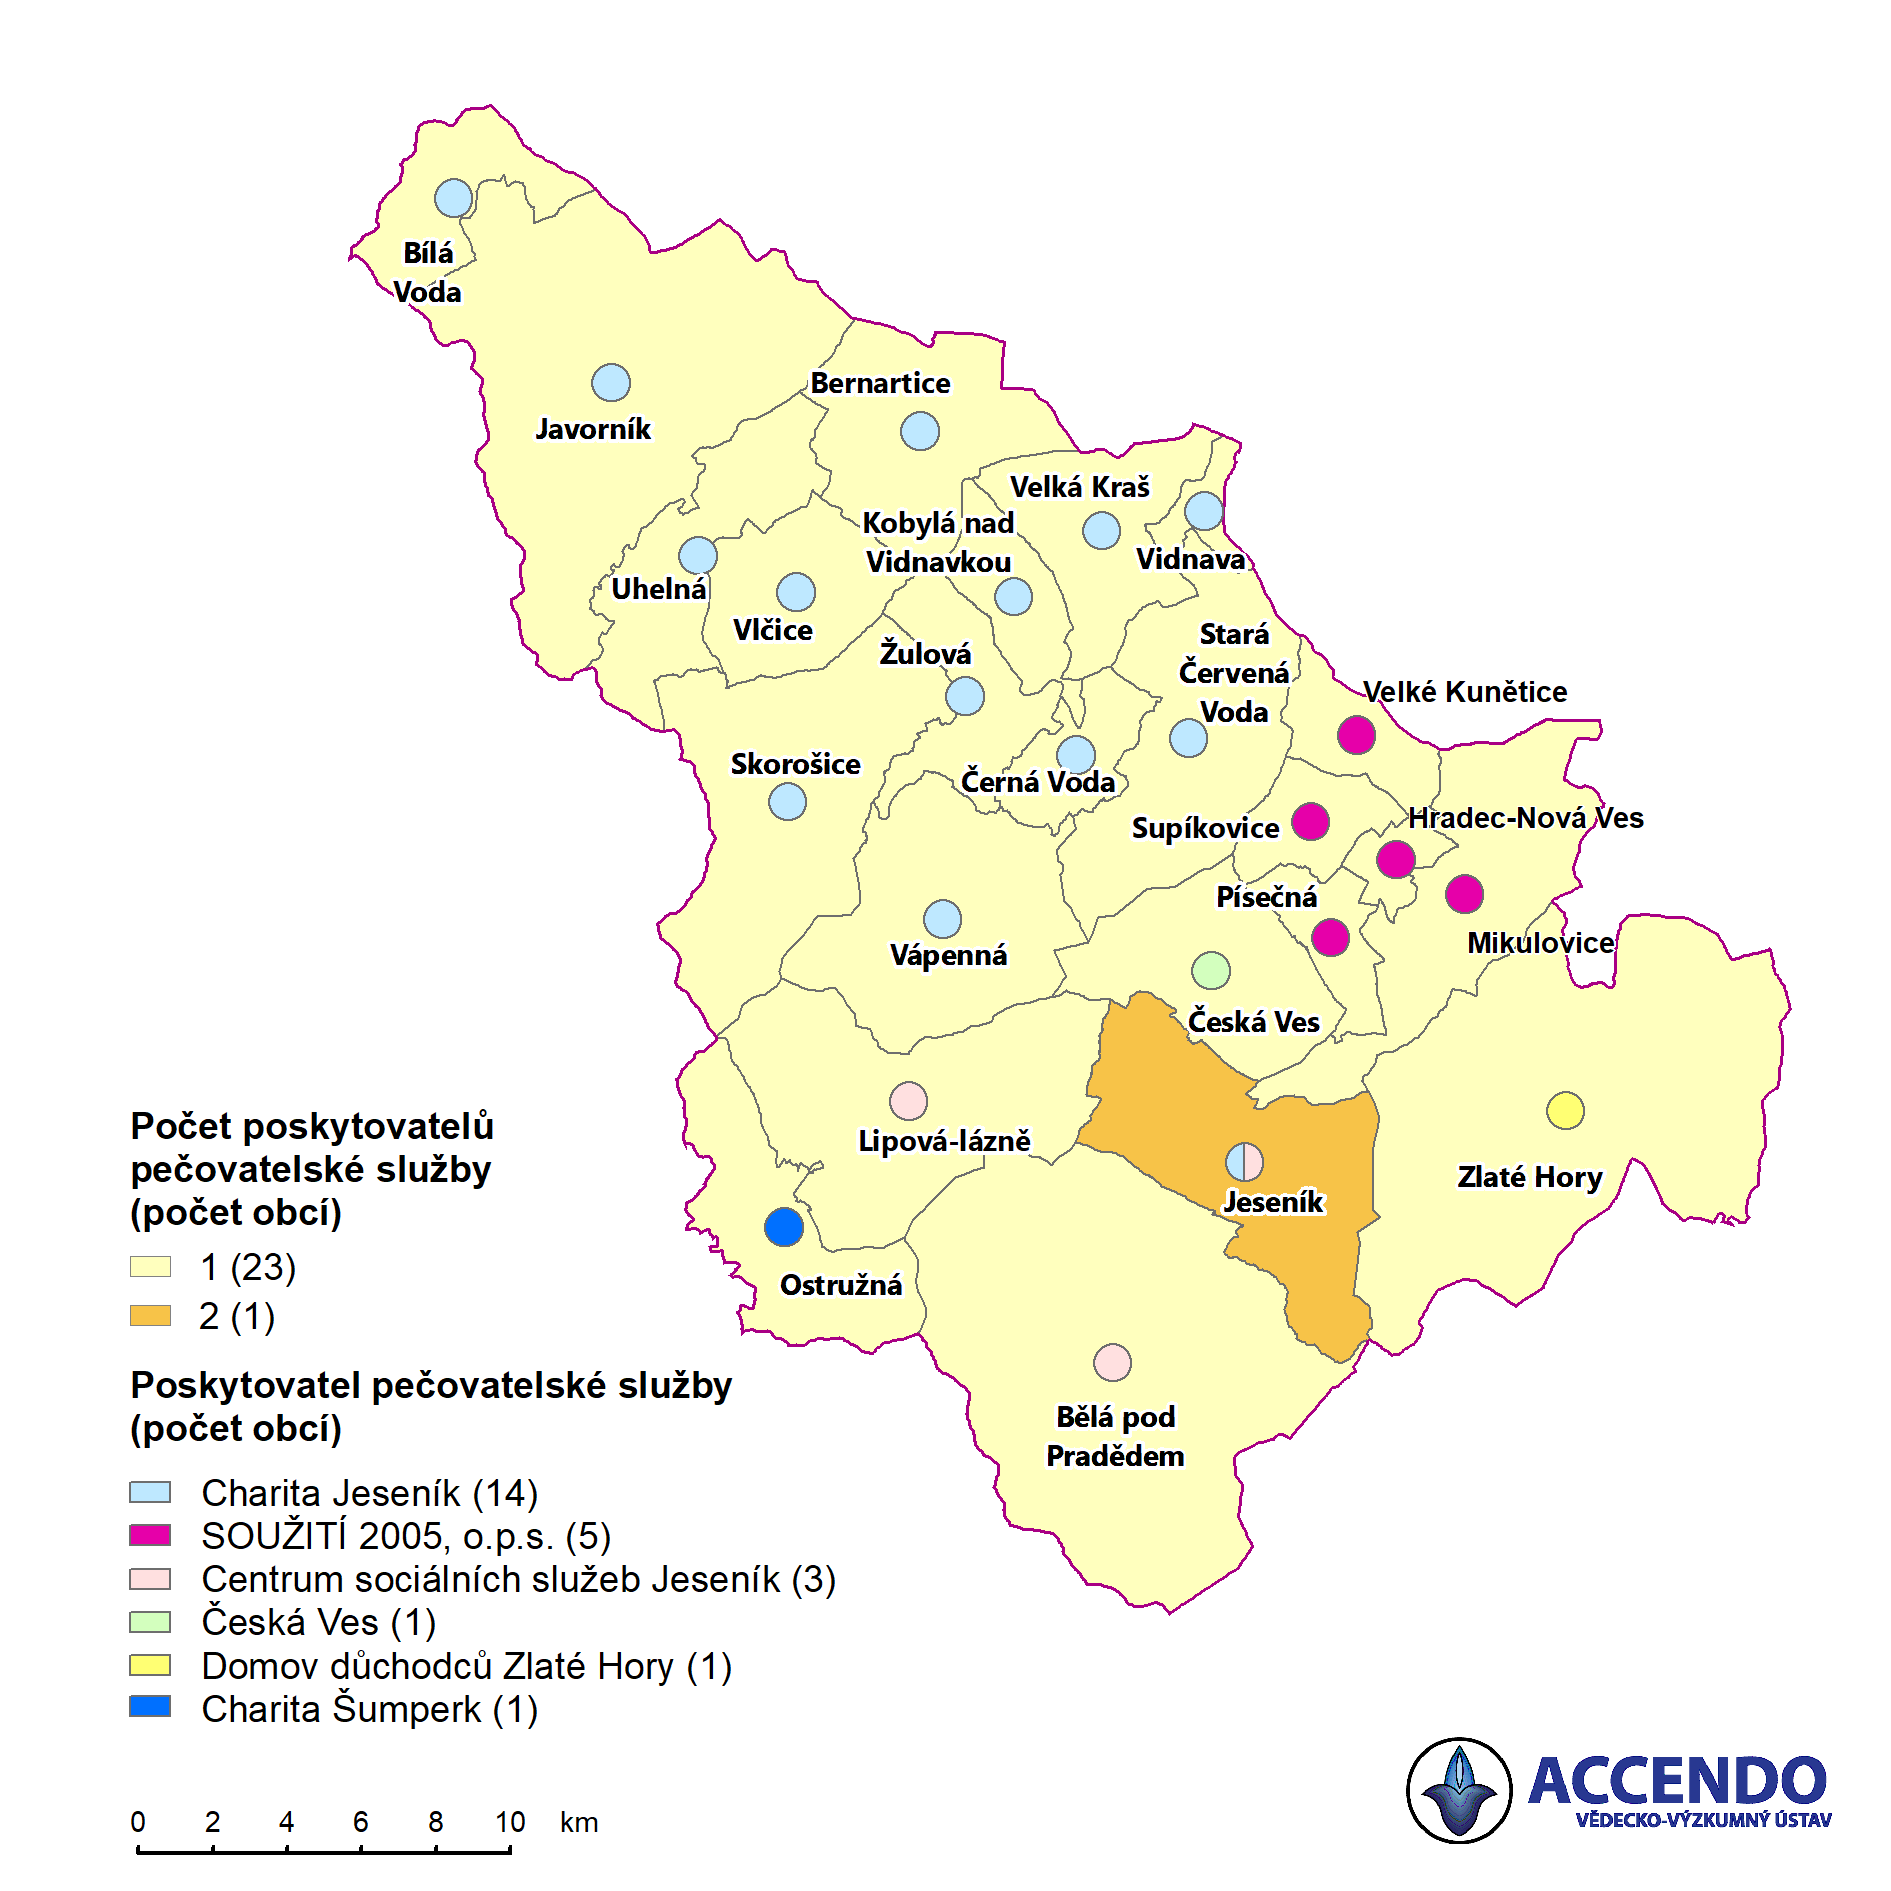 Bílá
Voda
Javorník
Bernartice
Velká Kraš
Kobylá nad
Vidnavkou
Vidnava
Uhelná
Vlčice
Žulová
Stará
Červená
Voda
Velké Kunětice
Skorošice
Černá Voda
Supíkovice
Hradec-Nová Ves
Písečná
Mikulovice
Vápenná
Česká Ves
Lipová-lázně
Zlaté Hory
Jeseník
Ostružná
Bělá pod
Pradědem
Počet poskytovatelů
pečovatelské služby
(počet obcí)
1 (23)
2 (1)
Poskytovatel pečovatelské služby
(počet obcí)
Charita Jeseník (14)
SOUŽITÍ 2005, o.p.s. (5)
Centrum sociálních služeb Jeseník (3)
Česká Ves (1)
Domov důchodců Zlaté Hory (1)
Charita Šumperk (1)
0 2 4 6 8 10 km
ACCENDO
VĚDECKO-VÝZKUMNÝ ÚSTAV